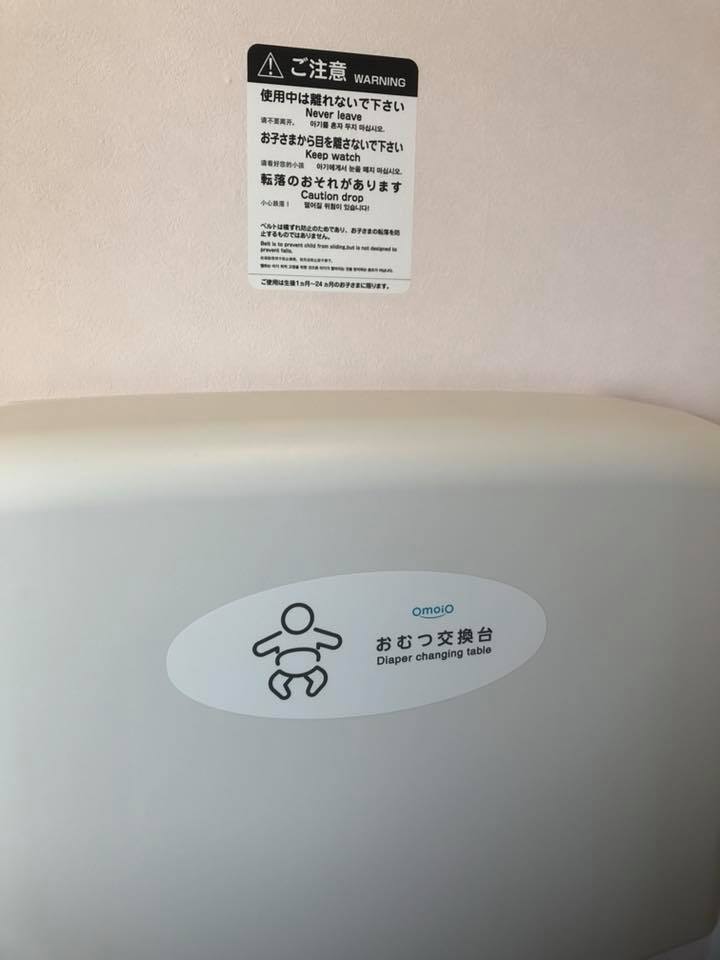 ご注意 WARNING
使用中は離れないで下さい
Never leave
请不要离开。 아기를 혼자 두지 마십시오.
お子さまから目を離さないで下さい
Keep watch
请看好您的小孩 아기에게서 눈을 떼지 마십시오.
転落のおそれがあります
Caution drop
小心跌落！ 떨어질 위험이 있습니다!
ベルトは横ずれ防止のためであり、お子さまの転落を防
止するものではありません。
Belt is to prevent child from sliding,but is not designed to
prevent falls.
ご使用は生後1ヵ月～24ヵ月のお子さまに限ります。
OmoiO
おむつ交換台
Diaper changing table